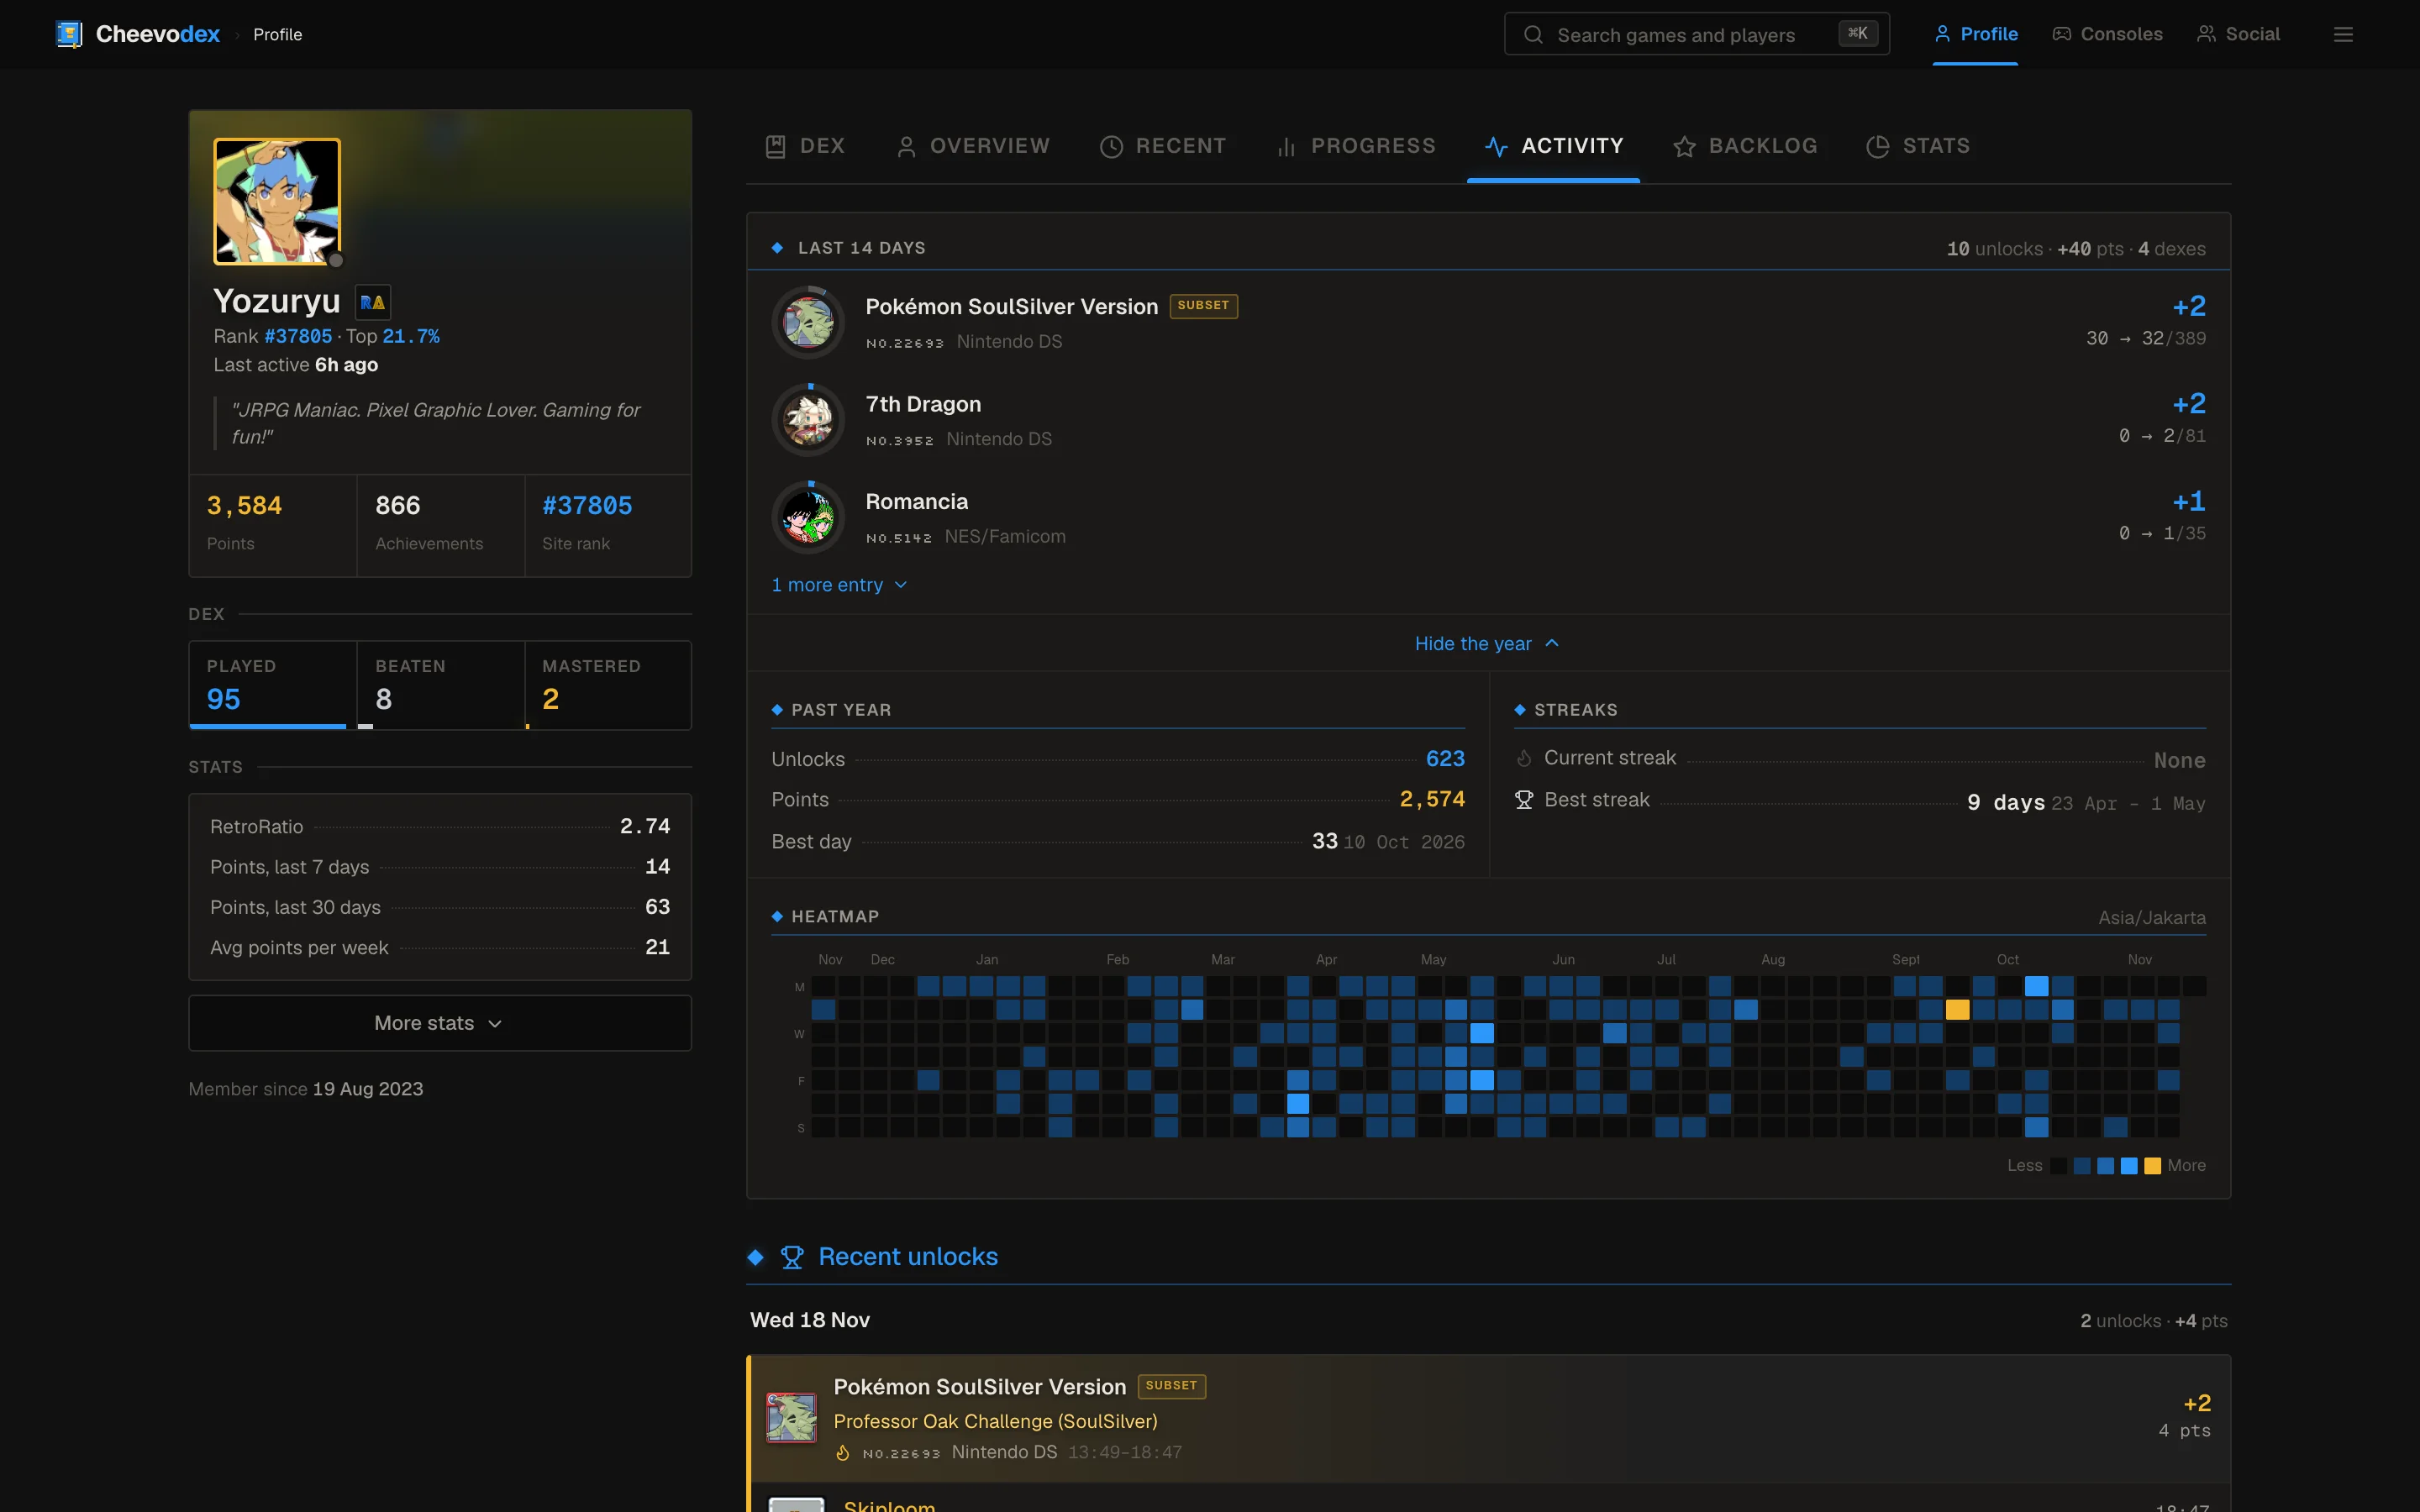 Cheevodex › Profile
Search games and players ⌘K
Profile Consoles Social
DEX OVERVIEW RECENT PROGRESS ACTIVITY BACKLOG STATS
Yozuryu RA
Rank #37805 · Top 21.7%
Last active 6h ago
"JRPG Maniac. Pixel Graphic Lover. Gaming for
fun!"
3,584 866 #37805
Points Achievements Site rank
DEX
PLAYED BEATEN MASTERED
95 8 2
STATS
RetroRatio 2.74
Points, last 7 days 14
Points, last 30 days 63
Avg points per week 21
More stats
Member since 19 Aug 2023
LAST 14 DAYS 10 unlocks · +40 pts · 4 dexes
Pokémon SoulSilver Version SUBSET +2
NO.22693 Nintendo DS 30 → 32/389
7th Dragon +2
NO.3952 Nintendo DS 0 → 2/81
Romancia +1
NO.5142 NES/Famicom 0 → 1/35
1 more entry
Hide the year
PAST YEAR
Unlocks 623
Points 2,574
Best day 33 10 Oct 2026
STREAKS
Current streak None
Best streak 9 days 23 Apr – 1 May
HEATMAP Asia/Jakarta
Nov Dec Jan Feb Mar Apr May Jun Jul Aug Sept Oct Nov
M
W
F
S
Less More
Recent unlocks
Wed 18 Nov 2 unlocks · +4 pts
Pokémon SoulSilver Version SUBSET +2
Professor Oak Challenge (SoulSilver) 4 pts
NO.22693 Nintendo DS 13:49–18:47
Skiploom 18:47